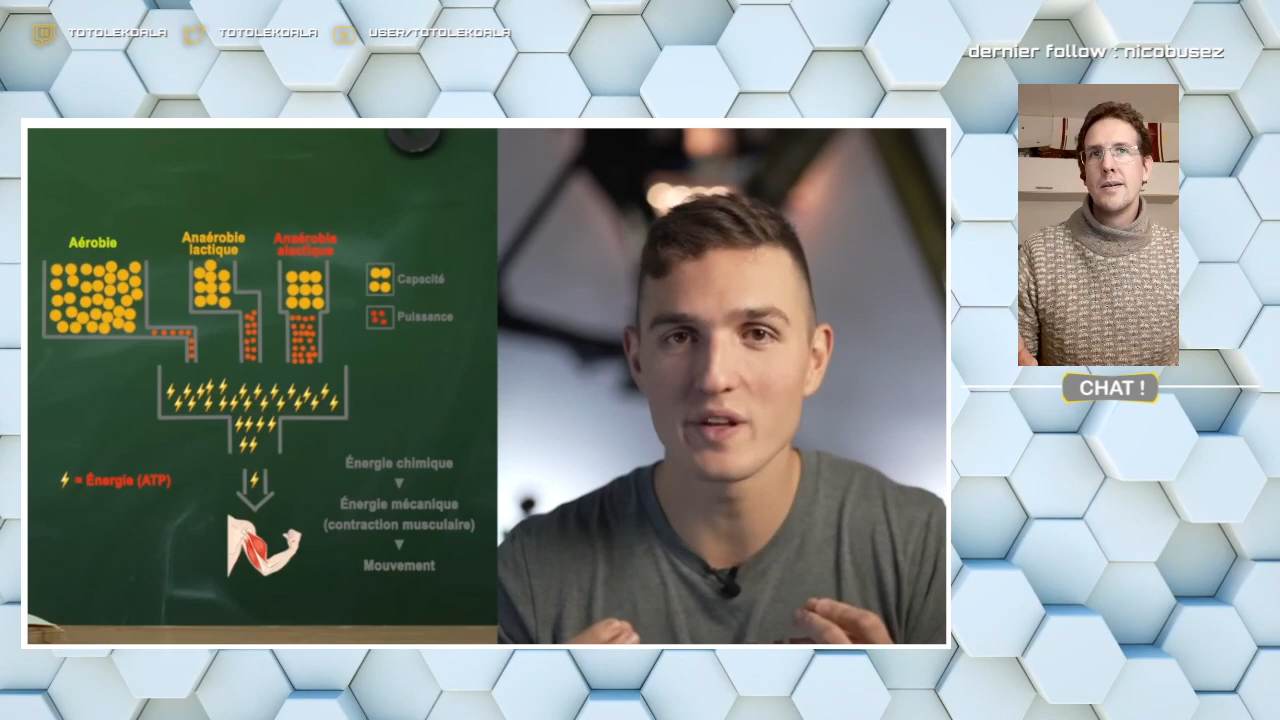 TOTOLEKOALA TOTOLEKOALA USER/TOTOLEKOALA
dernier follow : nicobusez
Aérobie
Anaérobie
lactique
Anaérobie
alactique
Capacité
Puissance
= Énergie (ATP)
Énergie chimique
Énergie mécanique
(contraction musculaire)
Mouvement
CHAT !